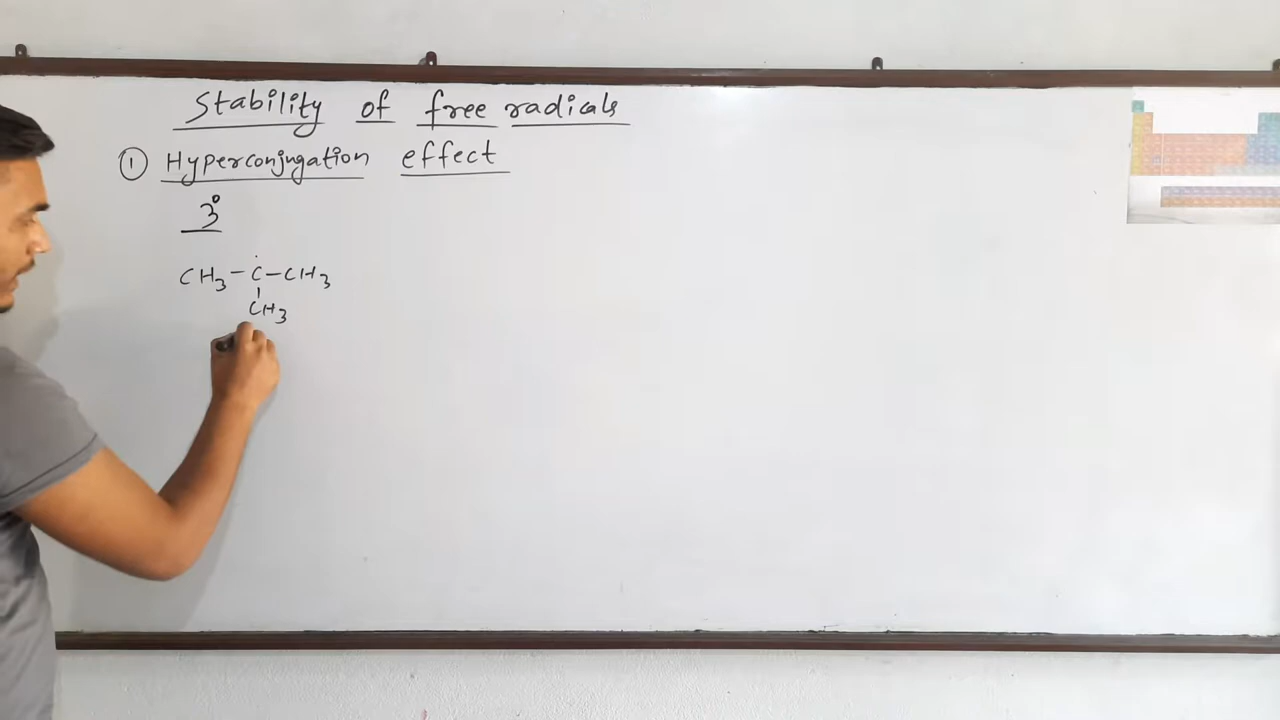 Stability of free radicals
① Hyperconjugation effect
3°
CH3 – Ċ – CH3
|
CH3